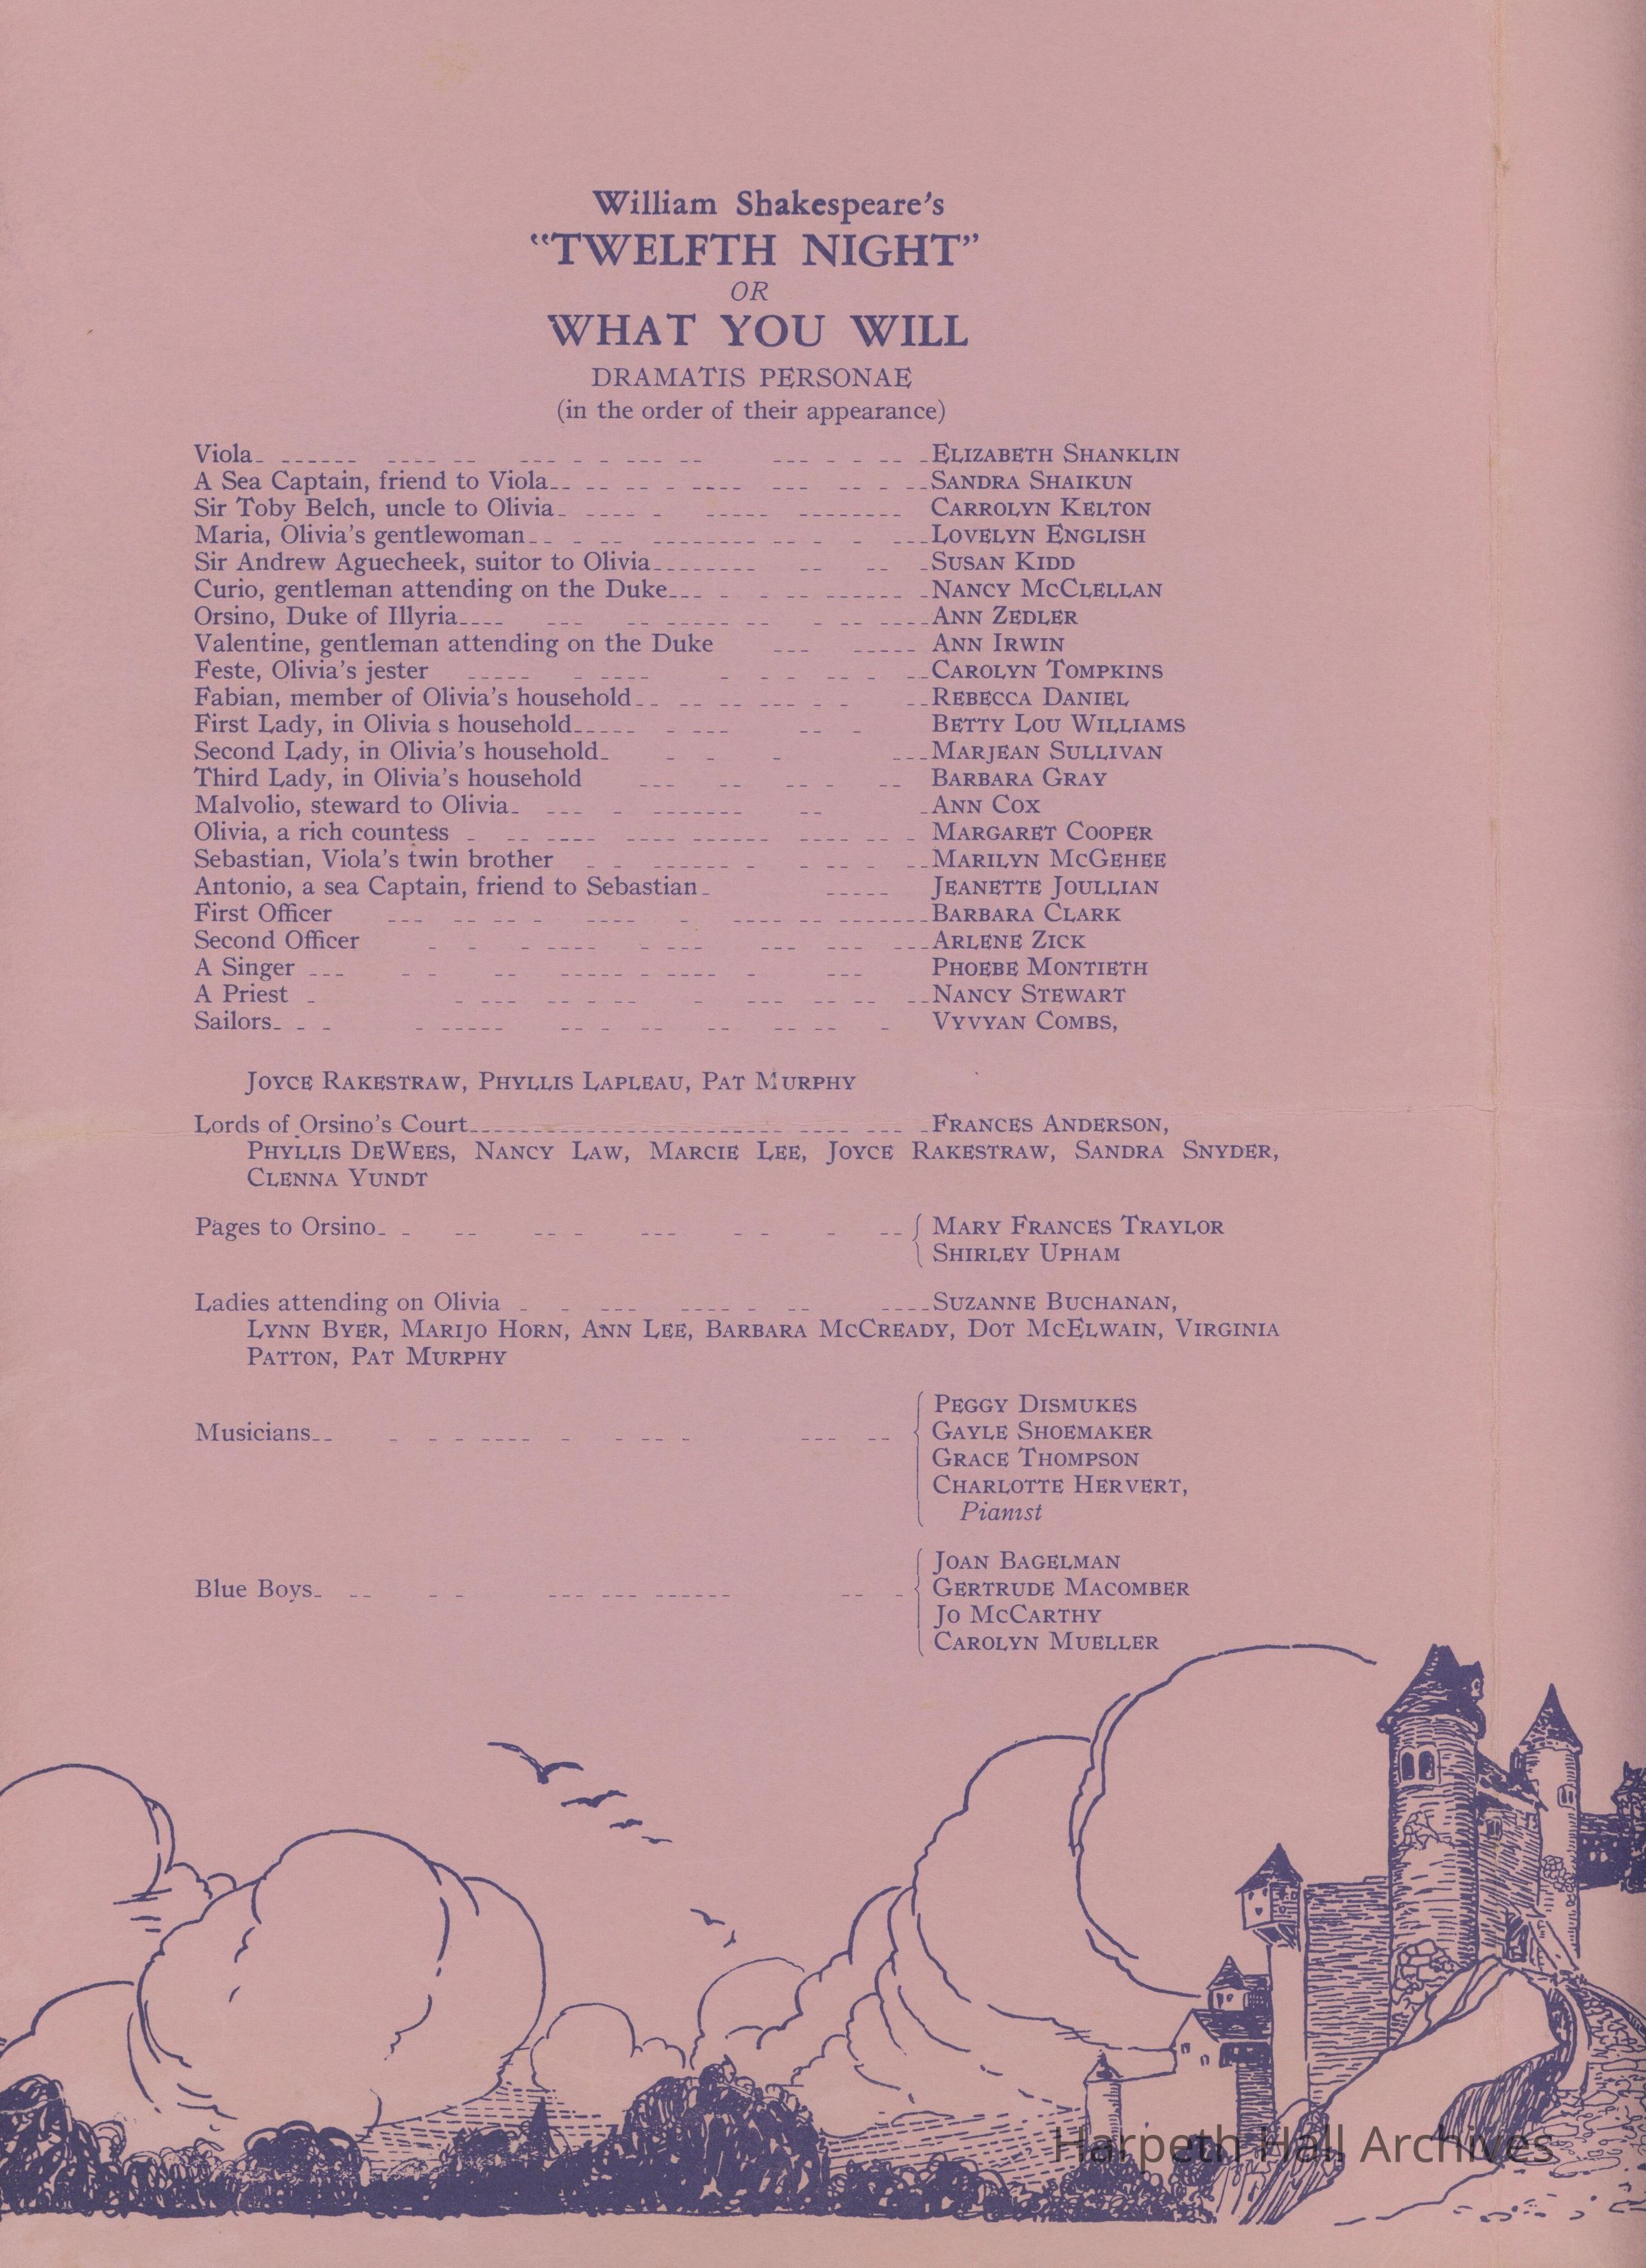 William Shakespeare's
"TWELFTH NIGHT"
OR
WHAT YOU WILL
DRAMATIS PERSONAE
(in the order of their appearance)
Viola ELIZABETH SHANKLIN
A Sea Captain, friend to Viola SANDRA SHAIKUN
Sir Toby Belch, uncle to Olivia CARROLYN KELTON
Maria, Olivia's gentlewoman LOVELYN ENGLISH
Sir Andrew Aguecheek, suitor to Olivia SUSAN KIDD
Curio, gentleman attending on the Duke NANCY MCCLELLAN
Orsino, Duke of Illyria ANN ZEDLER
Valentine, gentleman attending on the Duke ANN IRWIN
Feste, Olivia's jester CAROLYN TOMPKINS
Fabian, member of Olivia's household REBECCA DANIEL
First Lady, in Olivia s household BETTY LOU WILLIAMS
Second Lady, in Olivia's household MARJEAN SULLIVAN
Third Lady, in Olivia's household BARBARA GRAY
Malvolio, steward to Olivia ANN COX
Olivia, a rich countess MARGARET COOPER
Sebastian, Viola's twin brother MARILYN MCGEHEE
Antonio, a sea Captain, friend to Sebastian JEANETTE JOULLIAN
First Officer BARBARA CLARK
Second Officer ARLENE ZICK
A Singer PHOEBE MONTIETH
A Priest NANCY STEWART
Sailors VYVYAN COMBS,
JOYCE RAKESTRAW, PHYLLIS LAPLEAU, PAT MURPHY
Lords of Orsino's Court FRANCES ANDERSON,
PHYLLIS DEWEES, NANCY LAW, MARCIE LEE, JOYCE RAKESTRAW, SANDRA SNYDER,
CLENNA YUNDT
Pages to Orsino MARY FRANCES TRAYLOR
SHIRLEY UPHAM
Ladies attending on Olivia SUZANNE BUCHANAN,
LYNN BYER, MARIJO HORN, ANN LEE, BARBARA MCCREADY, DOT MCELWAIN, VIRGINIA
PATTON, PAT MURPHY
Musicians PEGGY DISMUKES
GAYLE SHOEMAKER
GRACE THOMPSON
CHARLOTTE HERVERT,
Pianist
Blue Boys JOAN BAGELMAN
GERTRUDE MACOMBER
JO MCCARTHY
CAROLYN MUELLER
Harpeth Hall Archives